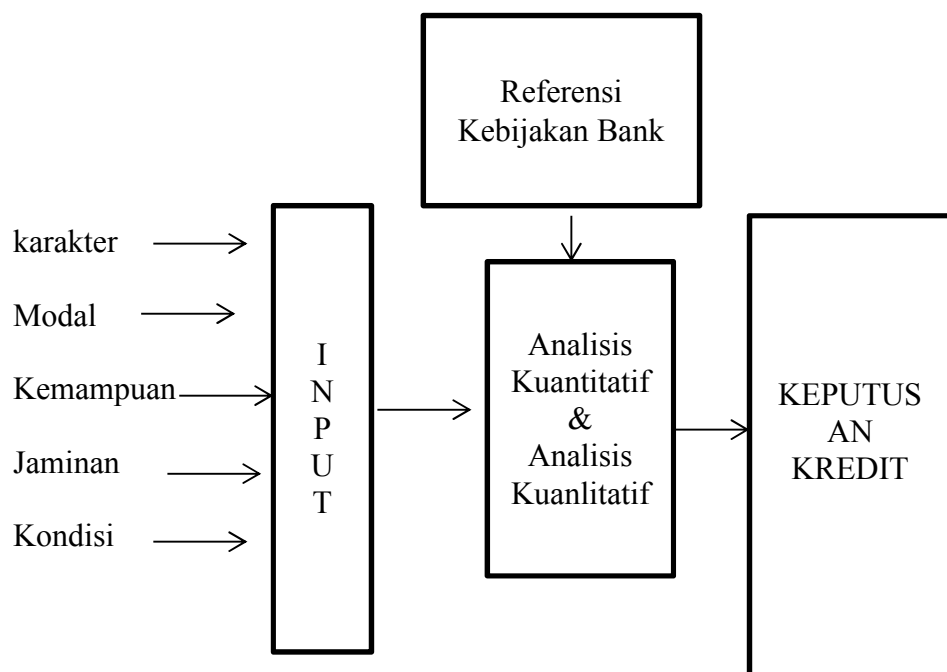 Referensi
Kebijakan Bank
karakter
Modal
Kemampuan
Jaminan
Kondisi
I
N
P
U
T
Analisis
Kuantitatif
&
Analisis
Kuanlitatif
KEPUTUS
AN
KREDIT